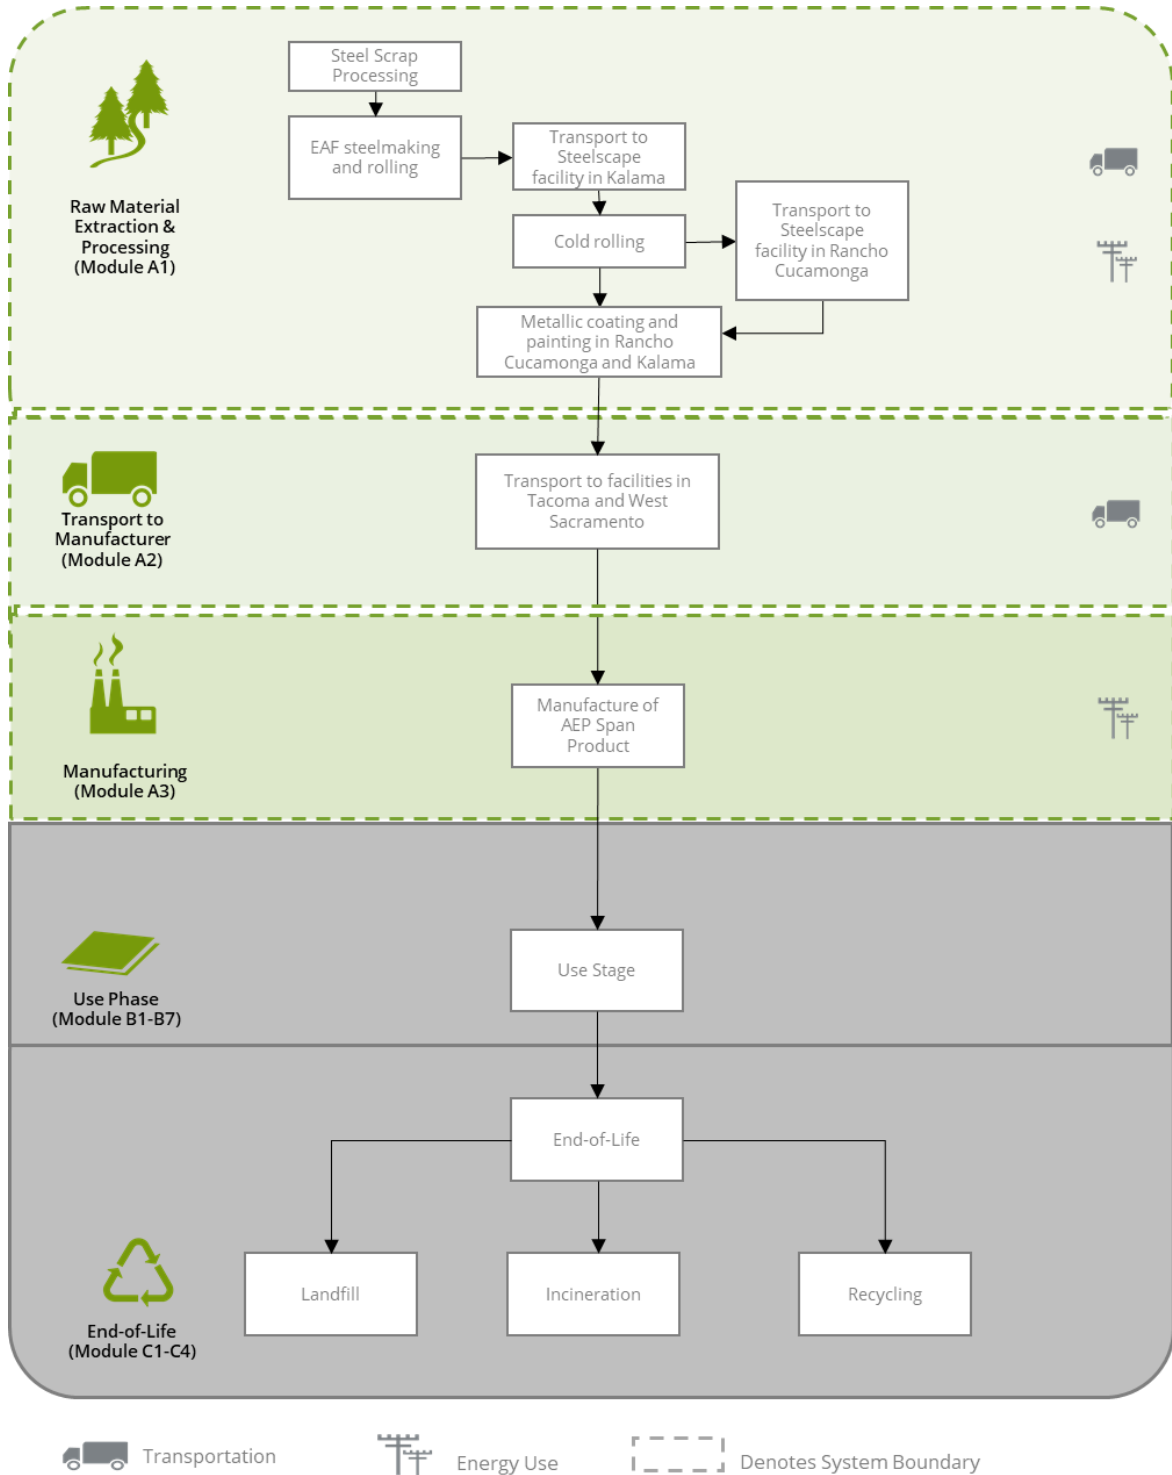 Steel Scrap
Processing
EAF steelmaking
and rolling
Transport to
Steelscape
facility in Kalama
Transport to
Steelscape
facility in Rancho
Cucamonga
Raw Material
Extraction &
Processing
(Module A1)
Cold rolling
Metallic coating and
painting in Rancho
Cucamonga and Kalama
Transport to
Manufacturer
(Module A2)
Transport to facilities in
Tacoma and West
Sacramento
Manufacturing
(Module A3)
Manufacture of
AEP Span
Product
Use Phase
(Module B1-B7)
Use Stage
End-of-Life
Landfill
Incineration
Recycling
End-of-Life
(Module C1-C4)
Transportation
Energy Use
Denotes System Boundary